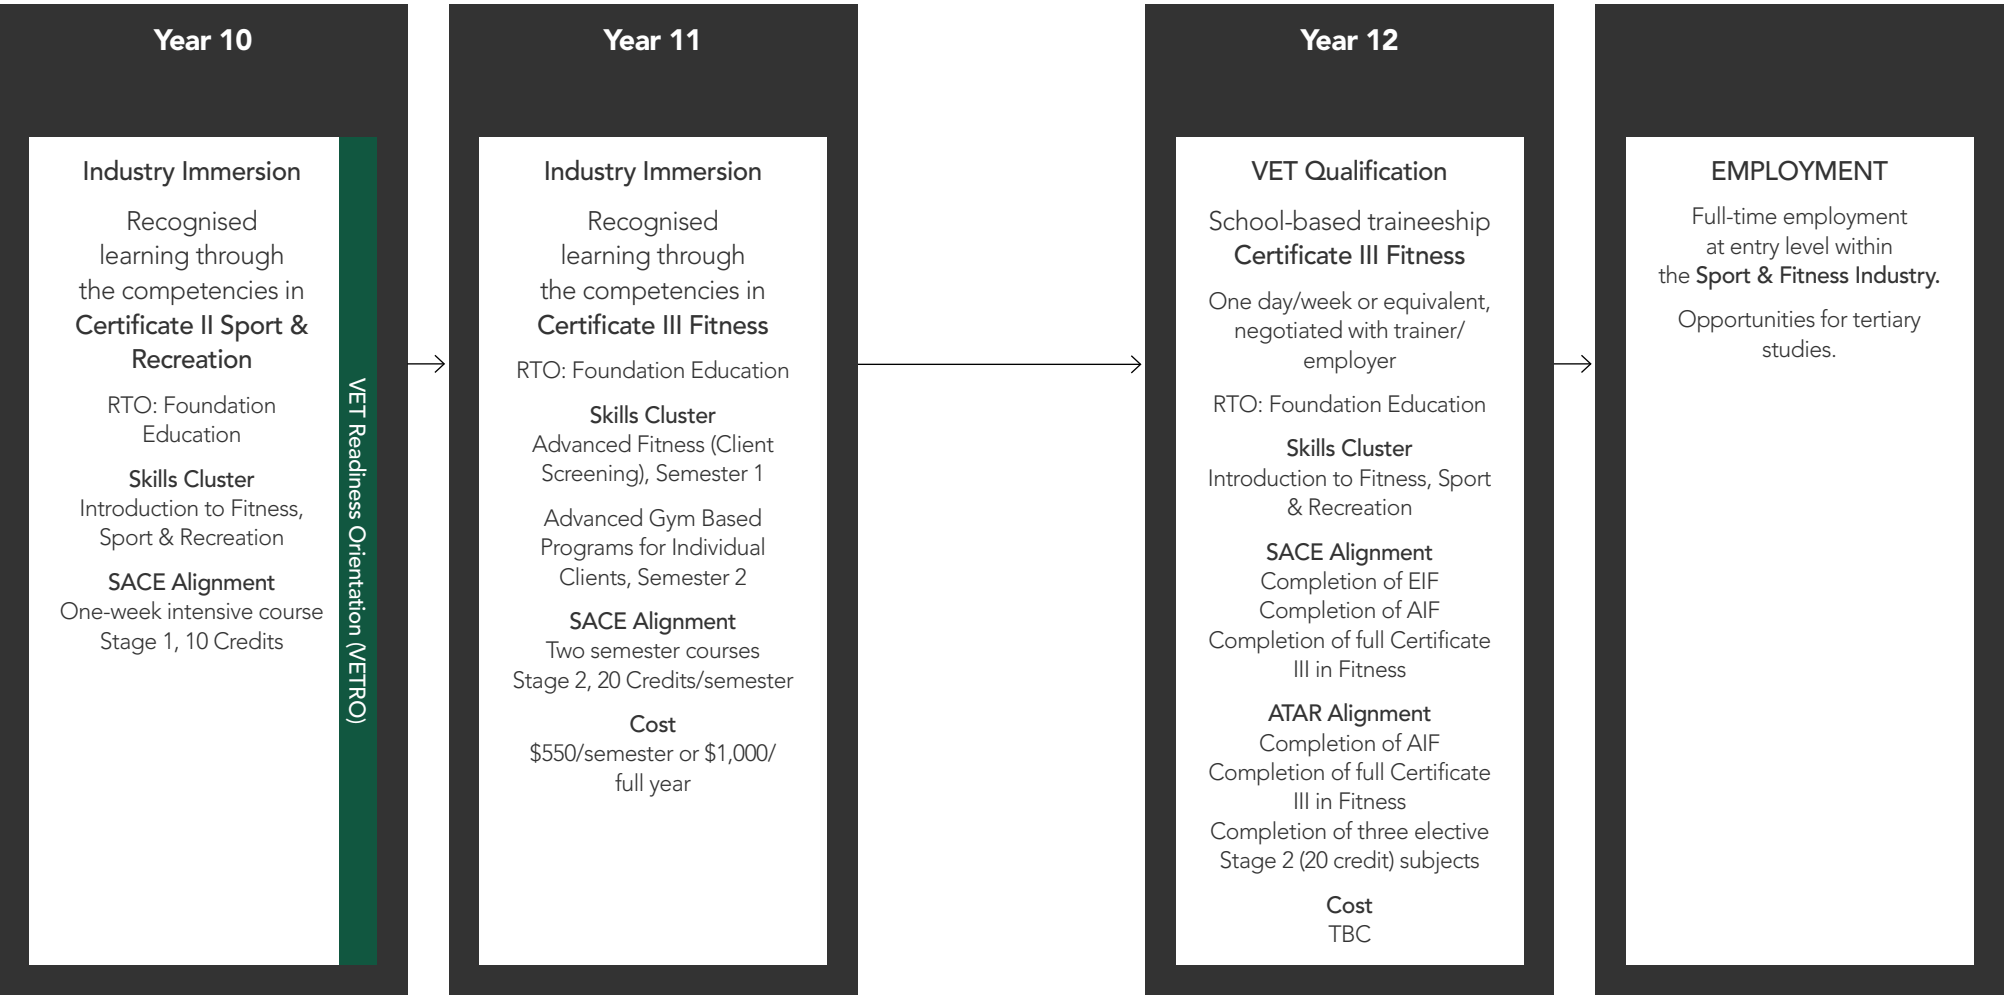 Year 10
Industry Immersion
Recognised
learning through
the competencies in
Certificate II Sport &
Recreation
RTO: Foundation
Education
Skills Cluster
Introduction to Fitness,
Sport & Recreation
SACE Alignment
One-week intensive course
Stage 1, 10 Credits
VET Readiness Orientation (VETRO)
Year 11
Industry Immersion
Recognised
learning through
the competencies in
Certificate III Fitness
RTO: Foundation Education
Skills Cluster
Advanced Fitness (Client
Screening), Semester 1
Advanced Gym Based
Programs for Individual
Clients, Semester 2
SACE Alignment
Two semester courses
Stage 2, 20 Credits/semester
Cost
$550/semester or $1,000/
full year
Year 12
VET Qualification
School-based traineeship
Certificate III Fitness
One day/week or equivalent,
negotiated with trainer/
employer
RTO: Foundation Education
Skills Cluster
Introduction to Fitness, Sport
& Recreation
SACE Alignment
Completion of EIF
Completion of AIF
Completion of full Certificate
III in Fitness
ATAR Alignment
Completion of AIF
Completion of full Certificate
III in Fitness
Completion of three elective
Stage 2 (20 credit) subjects
Cost
TBC
EMPLOYMENT
Full-time employment
at entry level within
the Sport & Fitness Industry.
Opportunities for tertiary
studies.